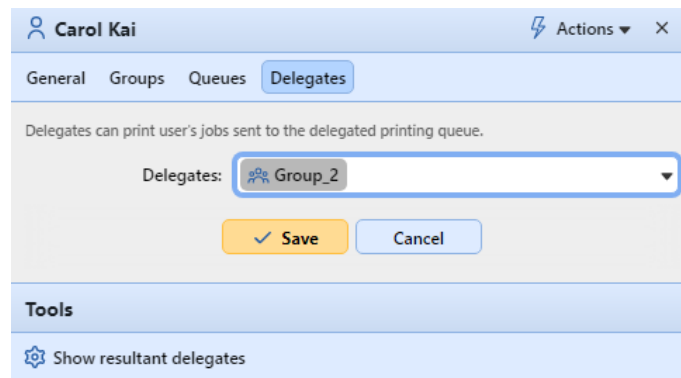 Carol Kai
Actions
General Groups Queues Delegates
Delegates can print user's jobs sent to the delegated printing queue.
Delegates: Group_2
Save Cancel
Tools
Show resultant delegates